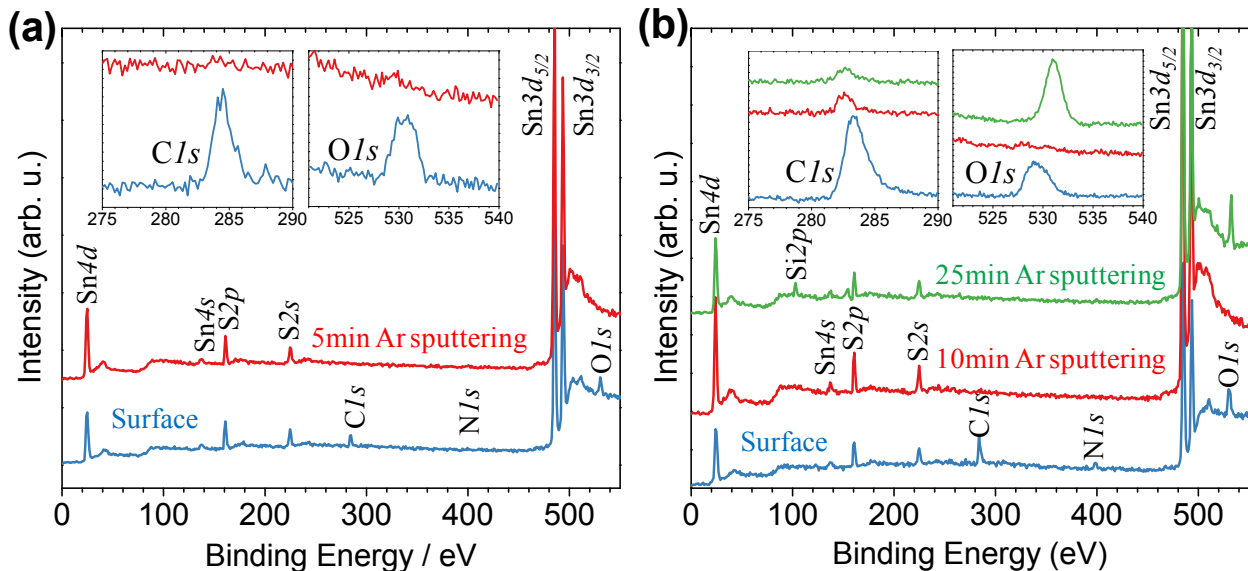 (a)
Intensity (arb. u.)
C1s
275 280 285 290
O1s
525 530 535 540
Sn3d5/2
Sn3d3/2
Sn4d
Sn4s
S2p
S2s
5min Ar sputtering
O1s
Surface
C1s
N1s
0 100 200 300 400 500
Binding Energy / eV
(b)
Intensity (arb. u.)
C1s
275 280 285 290
O1s
525 530 535 540
Sn3d5/2
Sn3d3/2
Sn4d
Si2p
25min Ar sputtering
Sn4s
S2p
S2s
10min Ar sputtering
O1s
Surface
C1s
N1s
0 100 200 300 400 500
Binding Energy (eV)